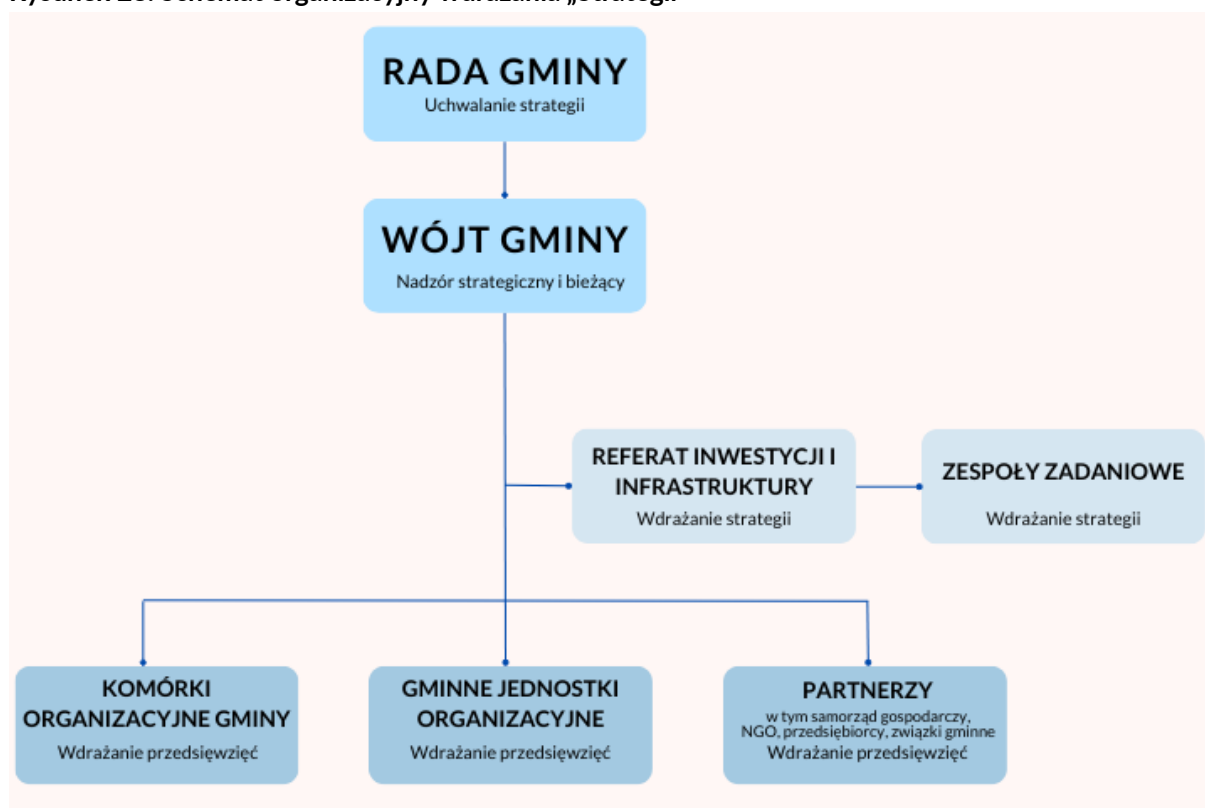 RADA GMINY
Uchwalanie strategii
WÓJT GMINY
Nadzór strategiczny i bieżący
REFERAT INWESTYCJI I
INFRASTRUKTURY
Wdrażanie strategii
ZESPOŁY ZADANIOWE
Wdrażanie strategii
KOMÓRKI
ORGANIZACYJNE GMINY
Wdrażanie przedsięwzięć
GMINNE JEDNOSTKI
ORGANIZACYJNE
Wdrażanie przedsięwzięć
PARTNERZY
w tym samorząd gospodarczy,
NGO, przedsiębiorcy, związki gminne
Wdrażanie przedsięwzięć